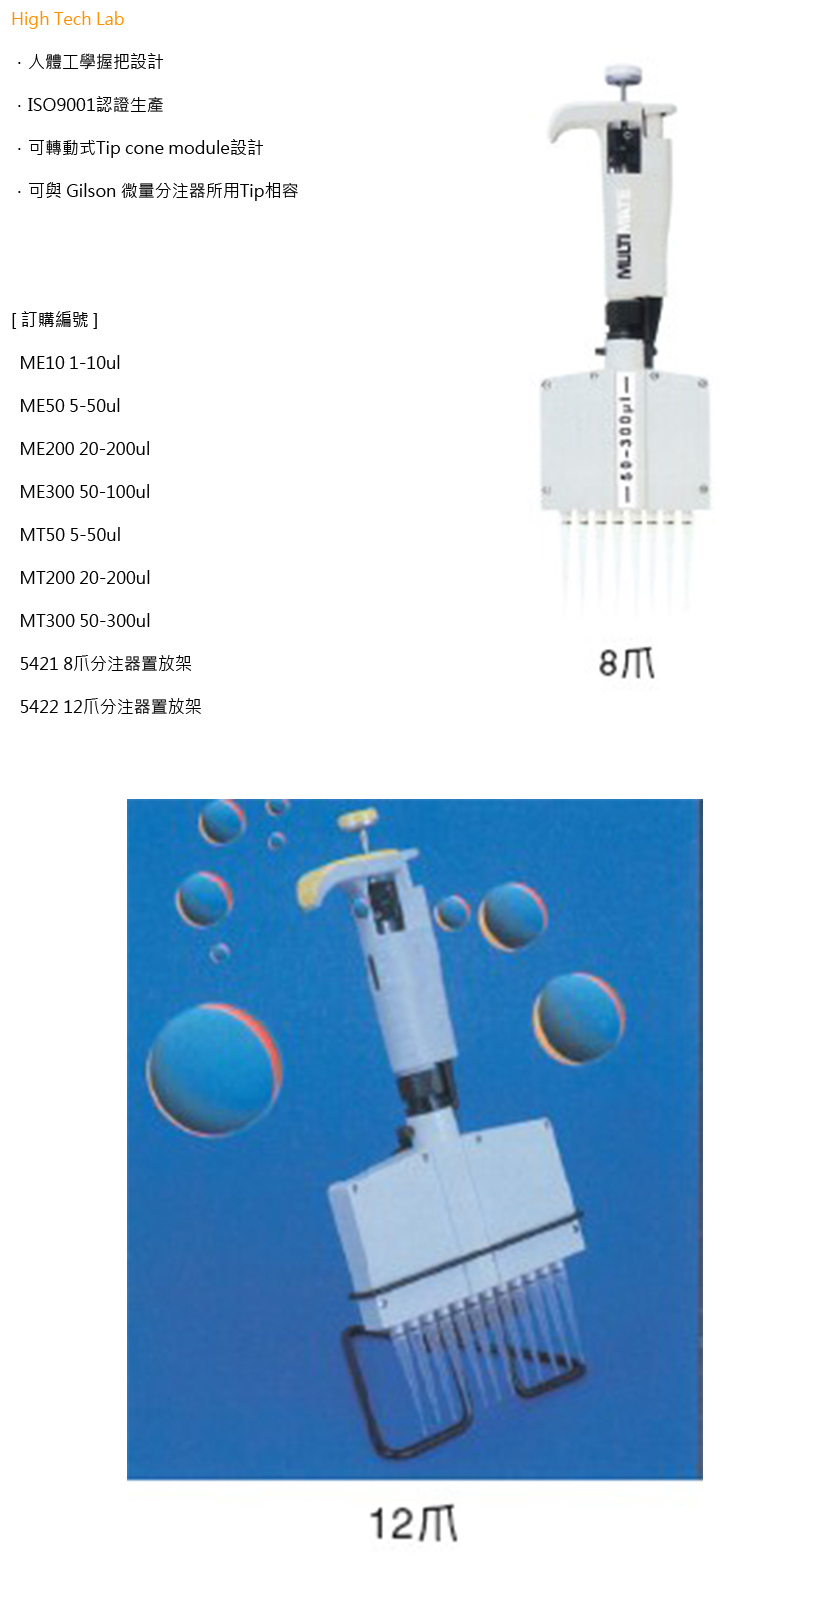 High Tech Lab
· 人體工學握把設計
· ISO9001認證生產
· 可轉動式Tip cone module設計
· 可與 Gilson 微量分注器所用Tip相容
MULTIMATE
[ 訂購編號 ]
ME10 1-10ul
ME50 5-50ul
ME200 20-200ul
ME300 50-100ul
MT50 5-50ul
MT200 20-200ul
MT300 50-300ul
5421 8爪分注器置放架
5422 12爪分注器置放架
50-300µl
8爪
12爪